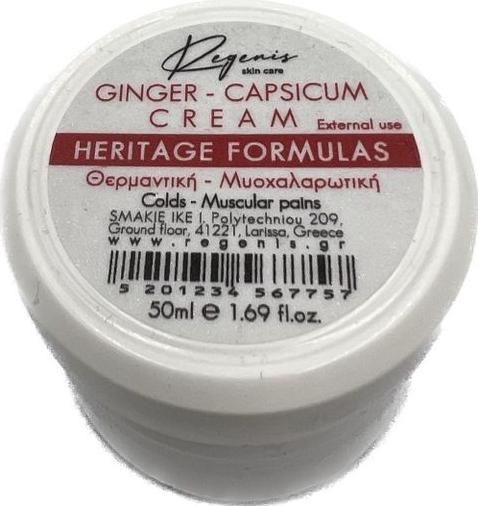 Regenis
skin care
GINGER - CAPSICUM
CREAM External use
HERITAGE FORMULAS
Θερμαντική - Μυοχαλαρωτική
Colds - Muscular pains
SMAKIE IKE I. Polytechniou 209,
Ground floor, 41221, Larissa, Greece
www.regenis.gr
5 201234 567757
50ml e 1.69 fl.oz.